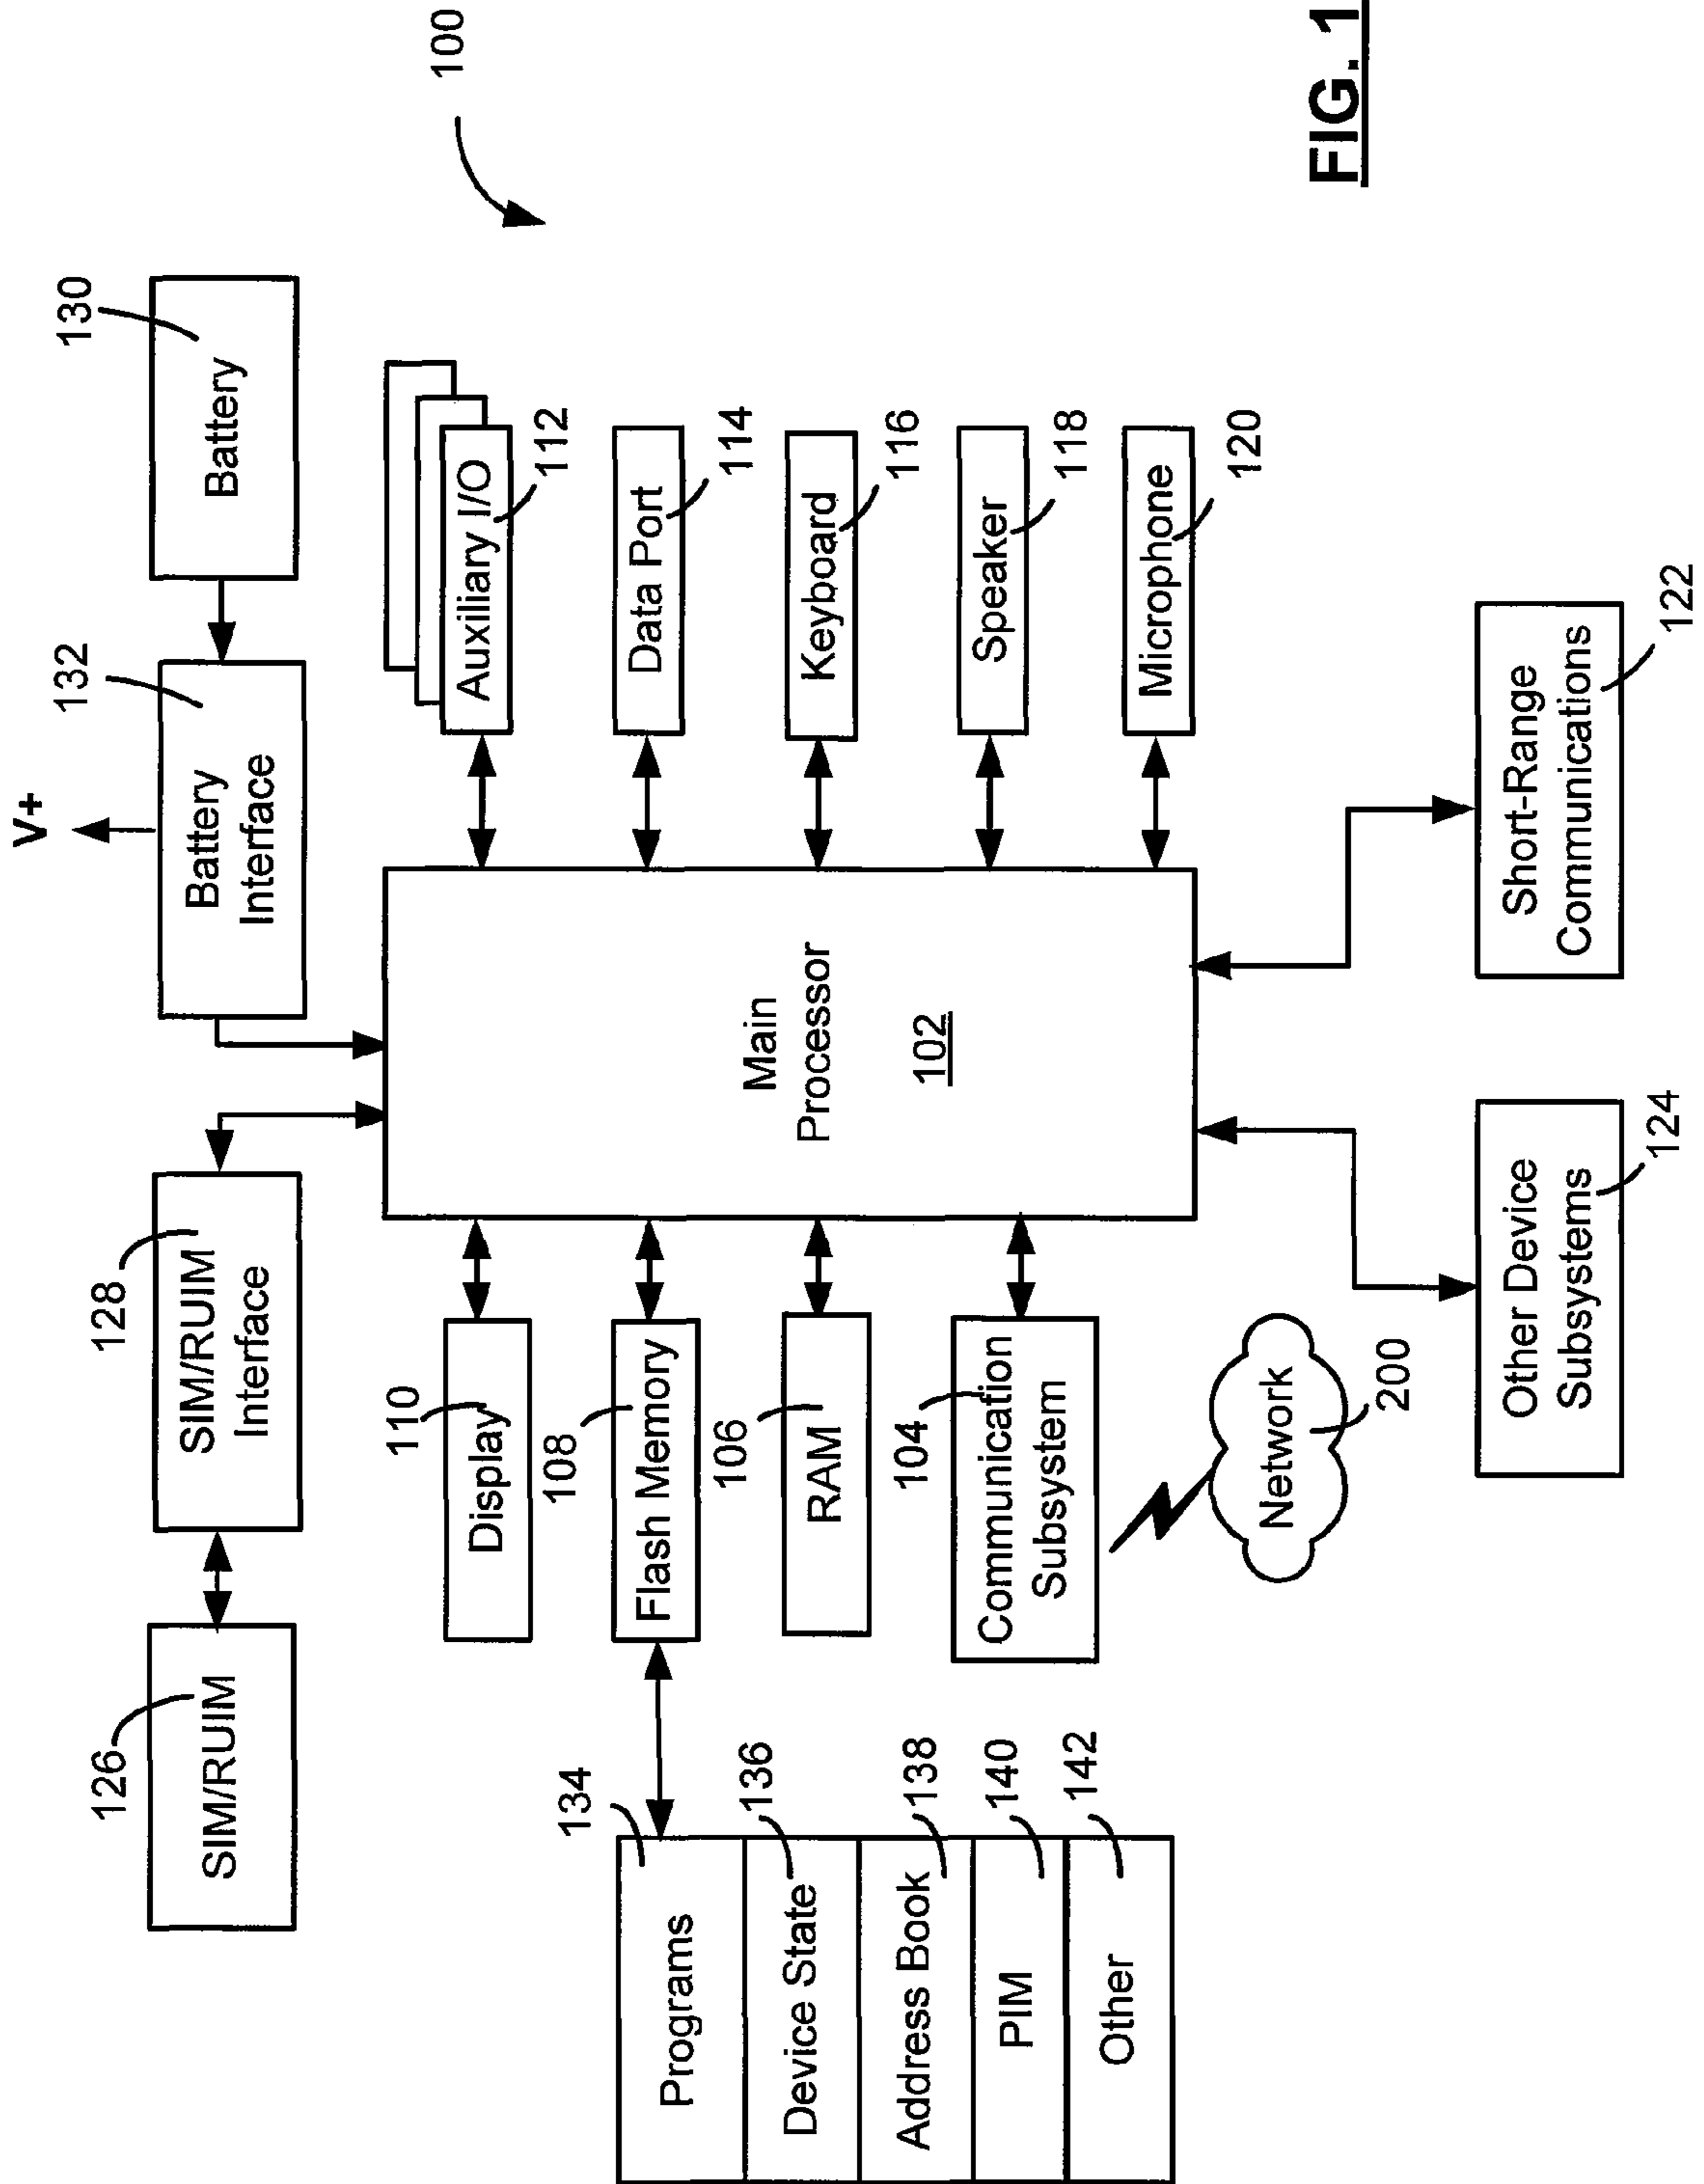 126
SIM/RUIM
128
SIM/RUIM
Interface
V+
132
Battery
Interface
130
Battery
100
110
Display
108
Flash Memory
106
RAM
104
Communication
Subsystem
Network
200
134
Programs
136
Device State
138
Address Book
140
PIM
142
Other
Main
Processor
102
Auxiliary I/O
112
Data Port
114
Keyboard
116
Speaker
118
Microphone
120
Other Device
Subsystems
124
Short-Range
Communications
122
FIG. 1